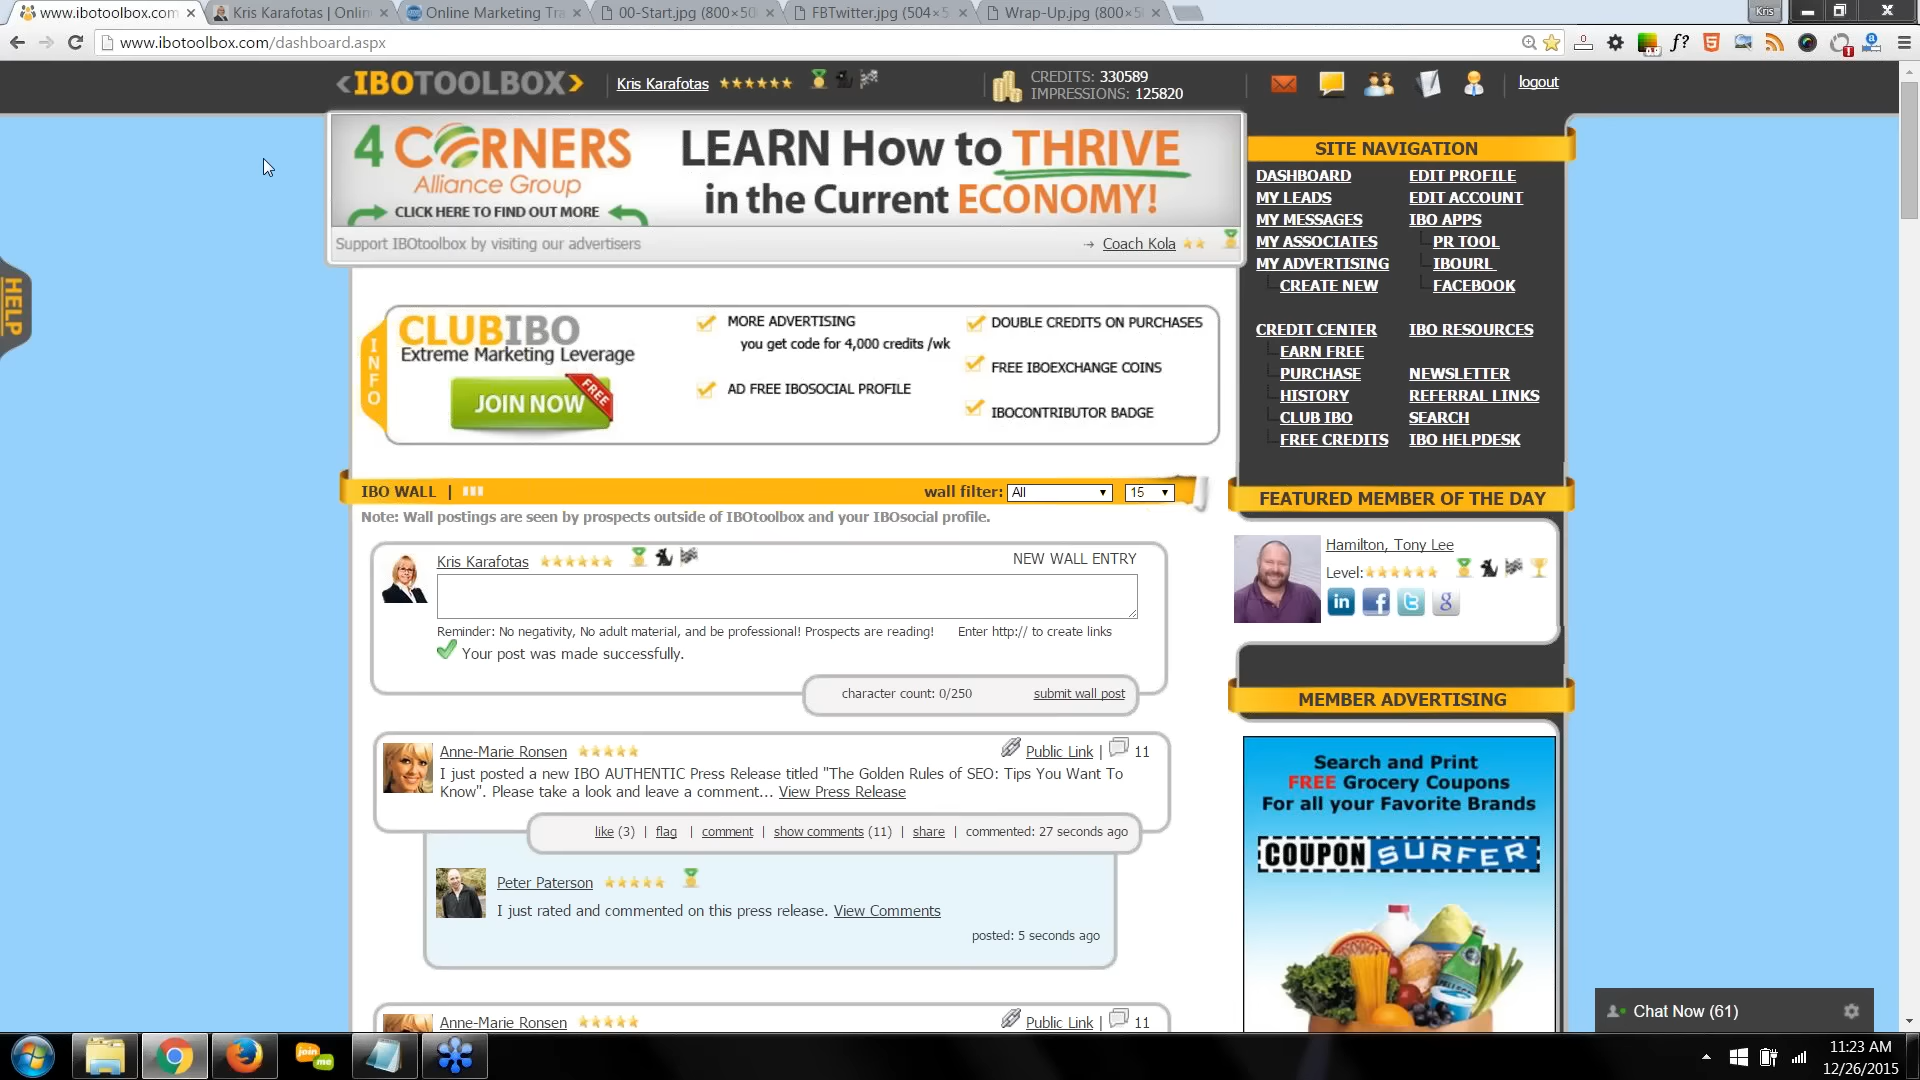 www.ibotoolbox.com
Kris Karafotas | Onlin
Online Marketing Tra
00-Start.jpg (800×50
FBTwitter.jpg (504×5
Wrap-Up.jpg (800×5
Kris
www.ibotoolbox.com/dashboard.aspx
<IBOTOOLBOX>
Kris Karafotas
CREDITS: 330589
IMPRESSIONS: 125820
logout
4 CORNERS
Alliance Group
CLICK HERE TO FIND OUT MORE
LEARN How to THRIVE
in the Current ECONOMY!
Support IBOtoolbox by visiting our advertisers
→ Coach Kola
HELP
INFO
CLUBIBO
Extreme Marketing Leverage
JOIN NOW
FREE
MORE ADVERTISING
you get code for 4,000 credits /wk
AD FREE IBOSOCIAL PROFILE
DOUBLE CREDITS ON PURCHASES
FREE IBOEXCHANGE COINS
IBOCONTRIBUTOR BADGE
IBO WALL |
wall filter: All 15
Note: Wall postings are seen by prospects outside of IBOtoolbox and your IBOsocial profile.
Kris Karafotas
NEW WALL ENTRY
Reminder: No negativity, No adult material, and be professional! Prospects are reading! Enter http:// to create links
Your post was made successfully.
character count: 0/250
submit wall post
Anne-Marie Ronsen
Public Link | 11
I just posted a new IBO AUTHENTIC Press Release titled "The Golden Rules of SEO: Tips You Want To
Know". Please take a look and leave a comment... View Press Release
like (3) | flag | comment | show comments (11) | share | commented: 27 seconds ago
Peter Paterson
I just rated and commented on this press release. View Comments
posted: 5 seconds ago
Anne-Marie Ronsen
Public Link | 11
SITE NAVIGATION
DASHBOARD
MY LEADS
MY MESSAGES
MY ASSOCIATES
MY ADVERTISING
CREATE NEW
CREDIT CENTER
EARN FREE
PURCHASE
HISTORY
CLUB IBO
FREE CREDITS
EDIT PROFILE
EDIT ACCOUNT
IBO APPS
PR TOOL
IBOURL
FACEBOOK
IBO RESOURCES
NEWSLETTER
REFERRAL LINKS
SEARCH
IBO HELPDESK
FEATURED MEMBER OF THE DAY
Hamilton, Tony Lee
Level:
MEMBER ADVERTISING
Search and Print
FREE Grocery Coupons
For all your Favorite Brands
COUPON SURFER
Chat Now (61)
join me
11:23 AM
12/26/2015